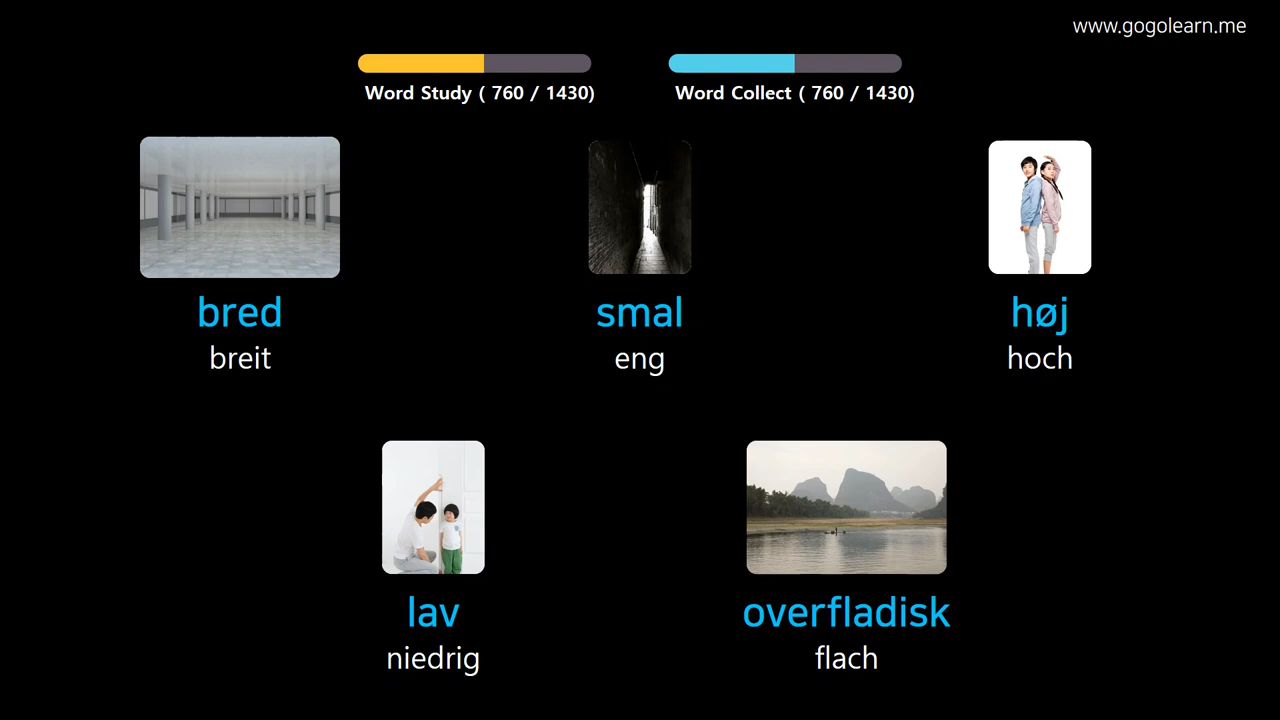 www.gogolearn.me
Word Study ( 760 / 1430)
Word Collect ( 760 / 1430)
bred
breit
smal
eng
høj
hoch
lav
niedrig
overfladisk
flach